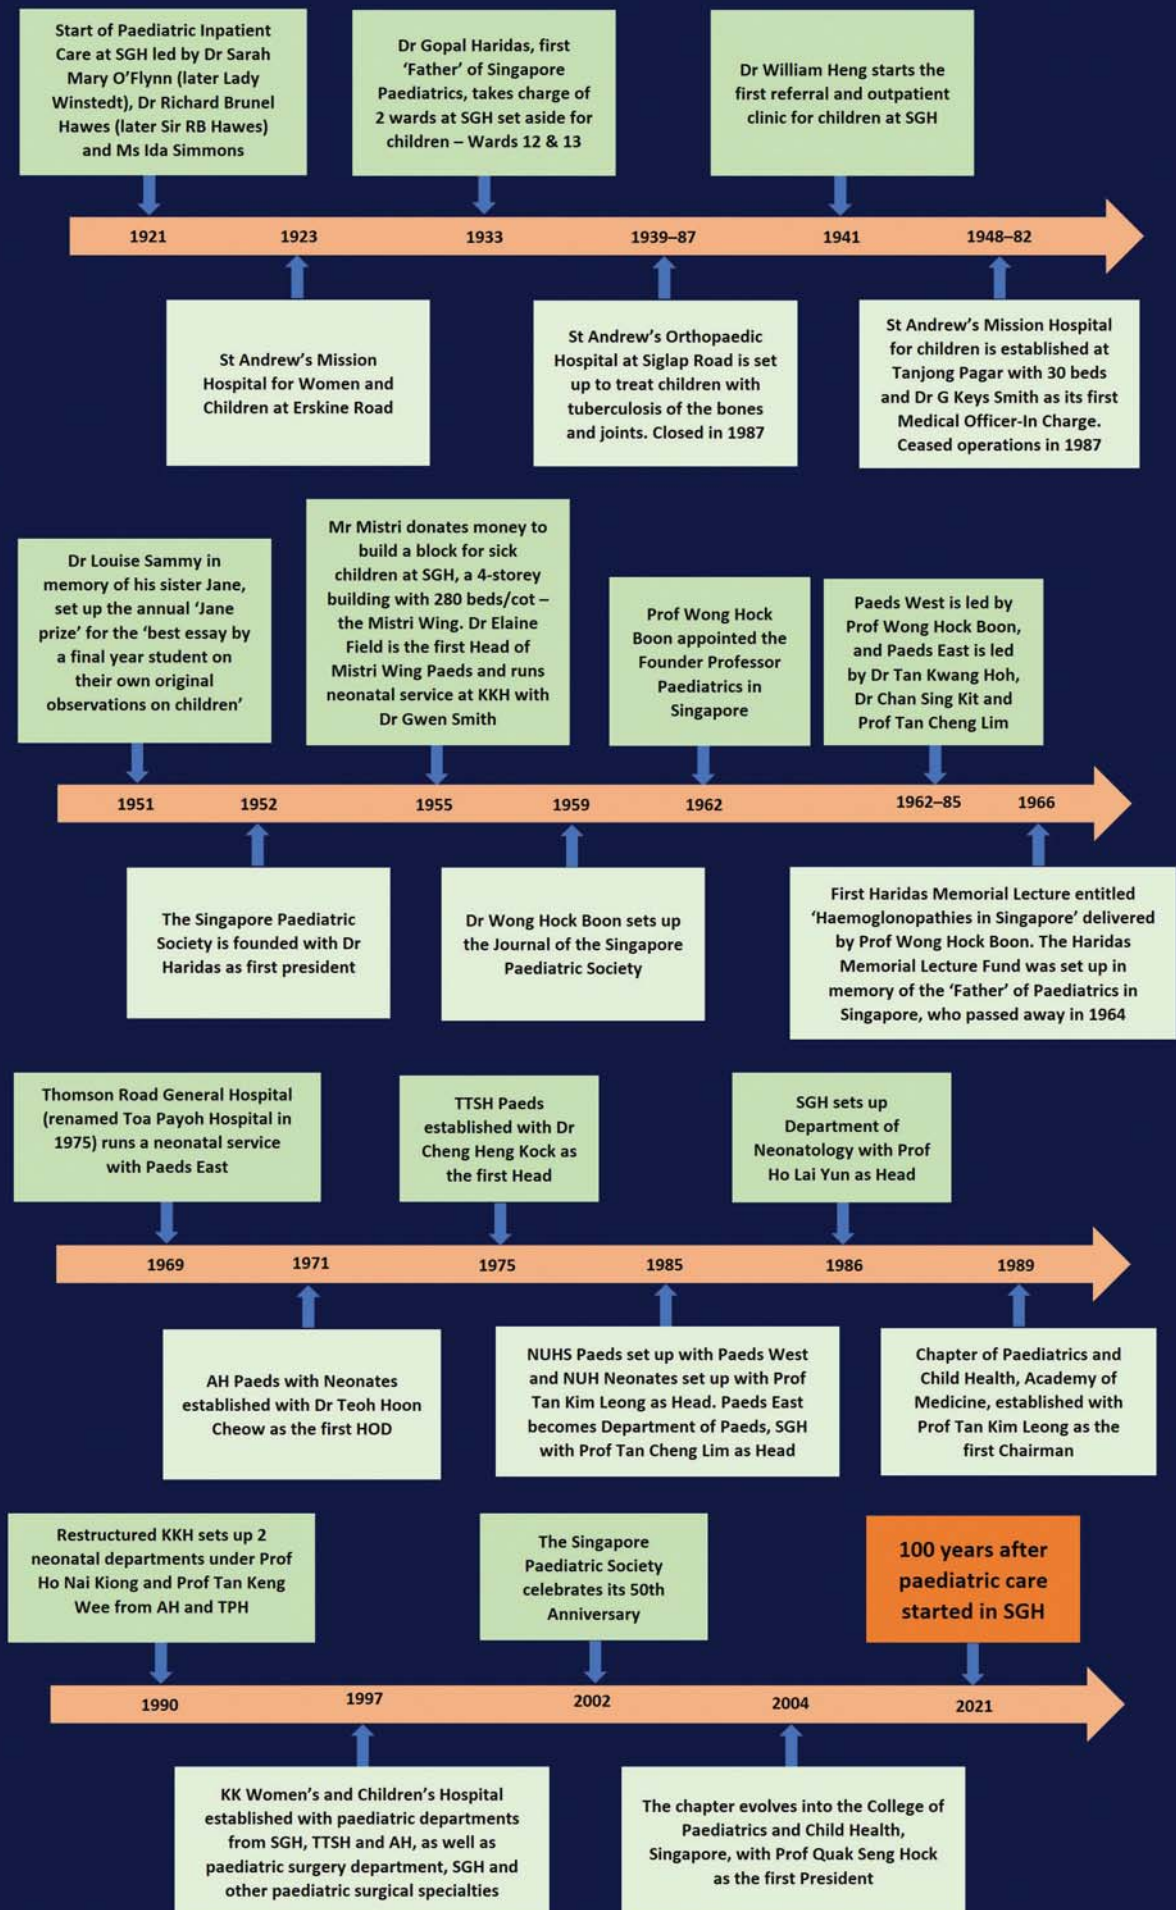 Start of Paediatric Inpatient
Care at SGH led by Dr Sarah
Mary O’Flynn (later Lady
Winstedt), Dr Richard Brunel
Hawes (later Sir RB Hawes)
and Ms Ida Simmons
Dr Gopal Haridas, first
‘Father’ of Singapore
Paediatrics, takes charge of
2 wards at SGH set aside for
children – Wards 12 & 13
Dr William Heng starts the
first referral and outpatient
clinic for children at SGH
1921
1923
1933
1939–87
1941
1948–82
St Andrew’s Mission
Hospital for Women and
Children at Erskine Road
St Andrew’s Orthopaedic
Hospital at Siglap Road is set
up to treat children with
tuberculosis of the bones
and joints. Closed in 1987
St Andrew’s Mission Hospital
for children is established at
Tanjong Pagar with 30 beds
and Dr G Keys Smith as its first
Medical Officer-In Charge.
Ceased operations in 1987
Dr Louise Sammy in
memory of his sister Jane,
set up the annual ‘Jane
prize’ for the ‘best essay by
a final year student on
their own original
observations on children’
Mr Mistri donates money to
build a block for sick
children at SGH, a 4-storey
building with 280 beds/cot –
the Mistri Wing. Dr Elaine
Field is the first Head of
Mistri Wing Paeds and runs
neonatal service at KKH with
Dr Gwen Smith
Prof Wong Hock
Boon appointed the
Founder Professor
Paediatrics in
Singapore
Paeds West is led by
Prof Wong Hock Boon,
and Paeds East is led
by Dr Tan Kwang Hoh,
Dr Chan Sing Kit and
Prof Tan Cheng Lim
1951
1952
1955
1959
1962
1962–85
1966
The Singapore Paediatric
Society is founded with Dr
Haridas as first president
Dr Wong Hock Boon sets up
the Journal of the Singapore
Paediatric Society
First Haridas Memorial Lecture entitled
‘Haemoglonopathies in Singapore’ delivered
by Prof Wong Hock Boon. The Haridas
Memorial Lecture Fund was set up in
memory of the ‘Father’ of Paediatrics in
Singapore, who passed away in 1964
Thomson Road General Hospital
(renamed Toa Payoh Hospital in
1975) runs a neonatal service
with Paeds East
TTSH Paeds
established with Dr
Cheng Heng Kock as
the first Head
SGH sets up
Department of
Neonatology with Prof
Ho Lai Yun as Head
1969
1971
1975
1985
1986
1989
AH Paeds with Neonates
established with Dr Teoh Hoon
Cheow as the first HOD
NUHS Paeds set up with Paeds West
and NUH Neonates set up with Prof
Tan Kim Leong as Head. Paeds East
becomes Department of Paeds, SGH
with Prof Tan Cheng Lim as Head
Chapter of Paediatrics and
Child Health, Academy of
Medicine, established with
Prof Tan Kim Leong as the
first Chairman
Restructured KKH sets up 2
neonatal departments under Prof
Ho Nai Kiong and Prof Tan Keng
Wee from AH and TPH
The Singapore
Paediatric Society
celebrates its 50th
Anniversary
100 years after
paediatric care
started in SGH
1990
1997
2002
2004
2021
KK Women’s and Children’s Hospital
established with paediatric departments
from SGH, TTSH and AH, as well as
paediatric surgery department, SGH and
other paediatric surgical specialties
The chapter evolves into the College of
Paediatrics and Child Health,
Singapore, with Prof Quak Seng Hock
as the first President